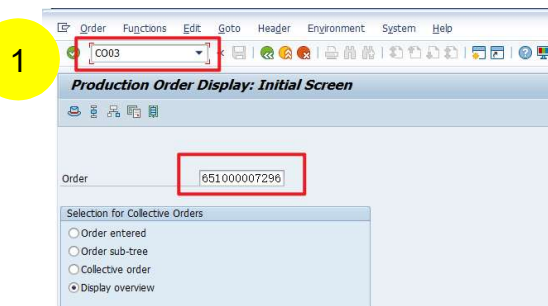 1
Order Functions Edit Goto Header Environment System Help
CO03
Production Order Display: Initial Screen
Order 651000007296
Selection for Collective Orders
Order entered
Order sub-tree
Collective order
Display overview